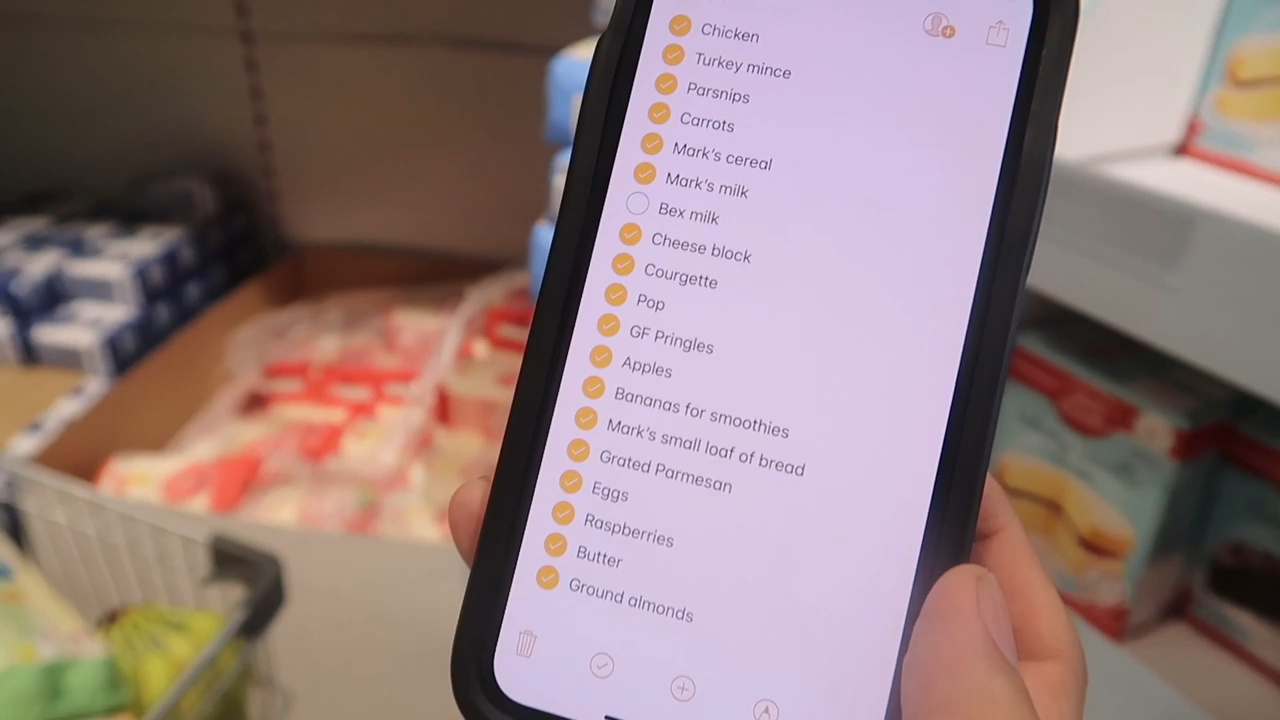 Chicken
Turkey mince
Parsnips
Carrots
Mark's cereal
Mark's milk
Bex milk
Cheese block
Courgette
Pop
GF Pringles
Apples
Bananas for smoothies
Mark's small loaf of bread
Grated Parmesan
Eggs
Raspberries
Butter
Ground almonds